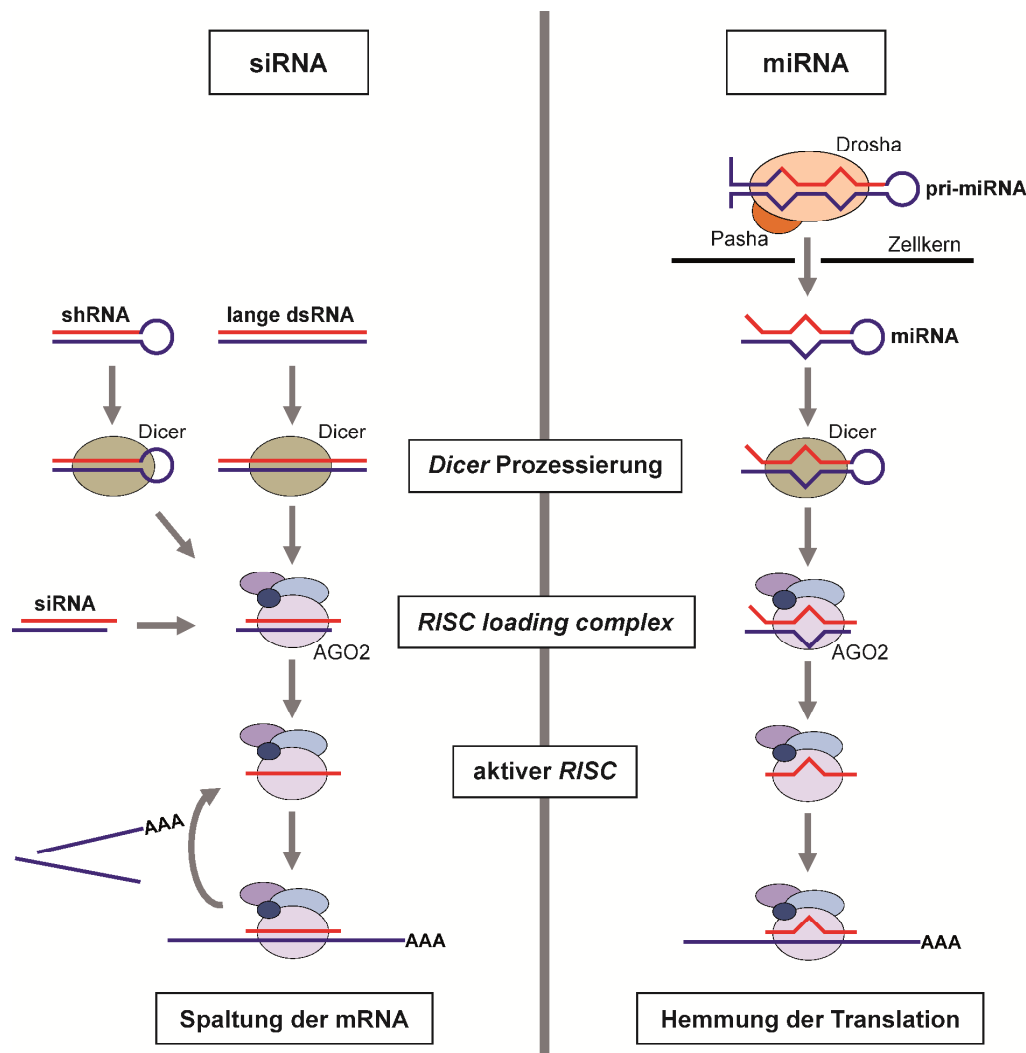 siRNA
miRNA
Drosha
pri-miRNA
Pasha
Zellkern
shRNA
lange dsRNA
miRNA
Dicer
Dicer
Dicer
Dicer Prozessierung
siRNA
RISC loading complex
AGO2
AGO2
aktiver RISC
AAA
AAA
AAA
Spaltung der mRNA
Hemmung der Translation